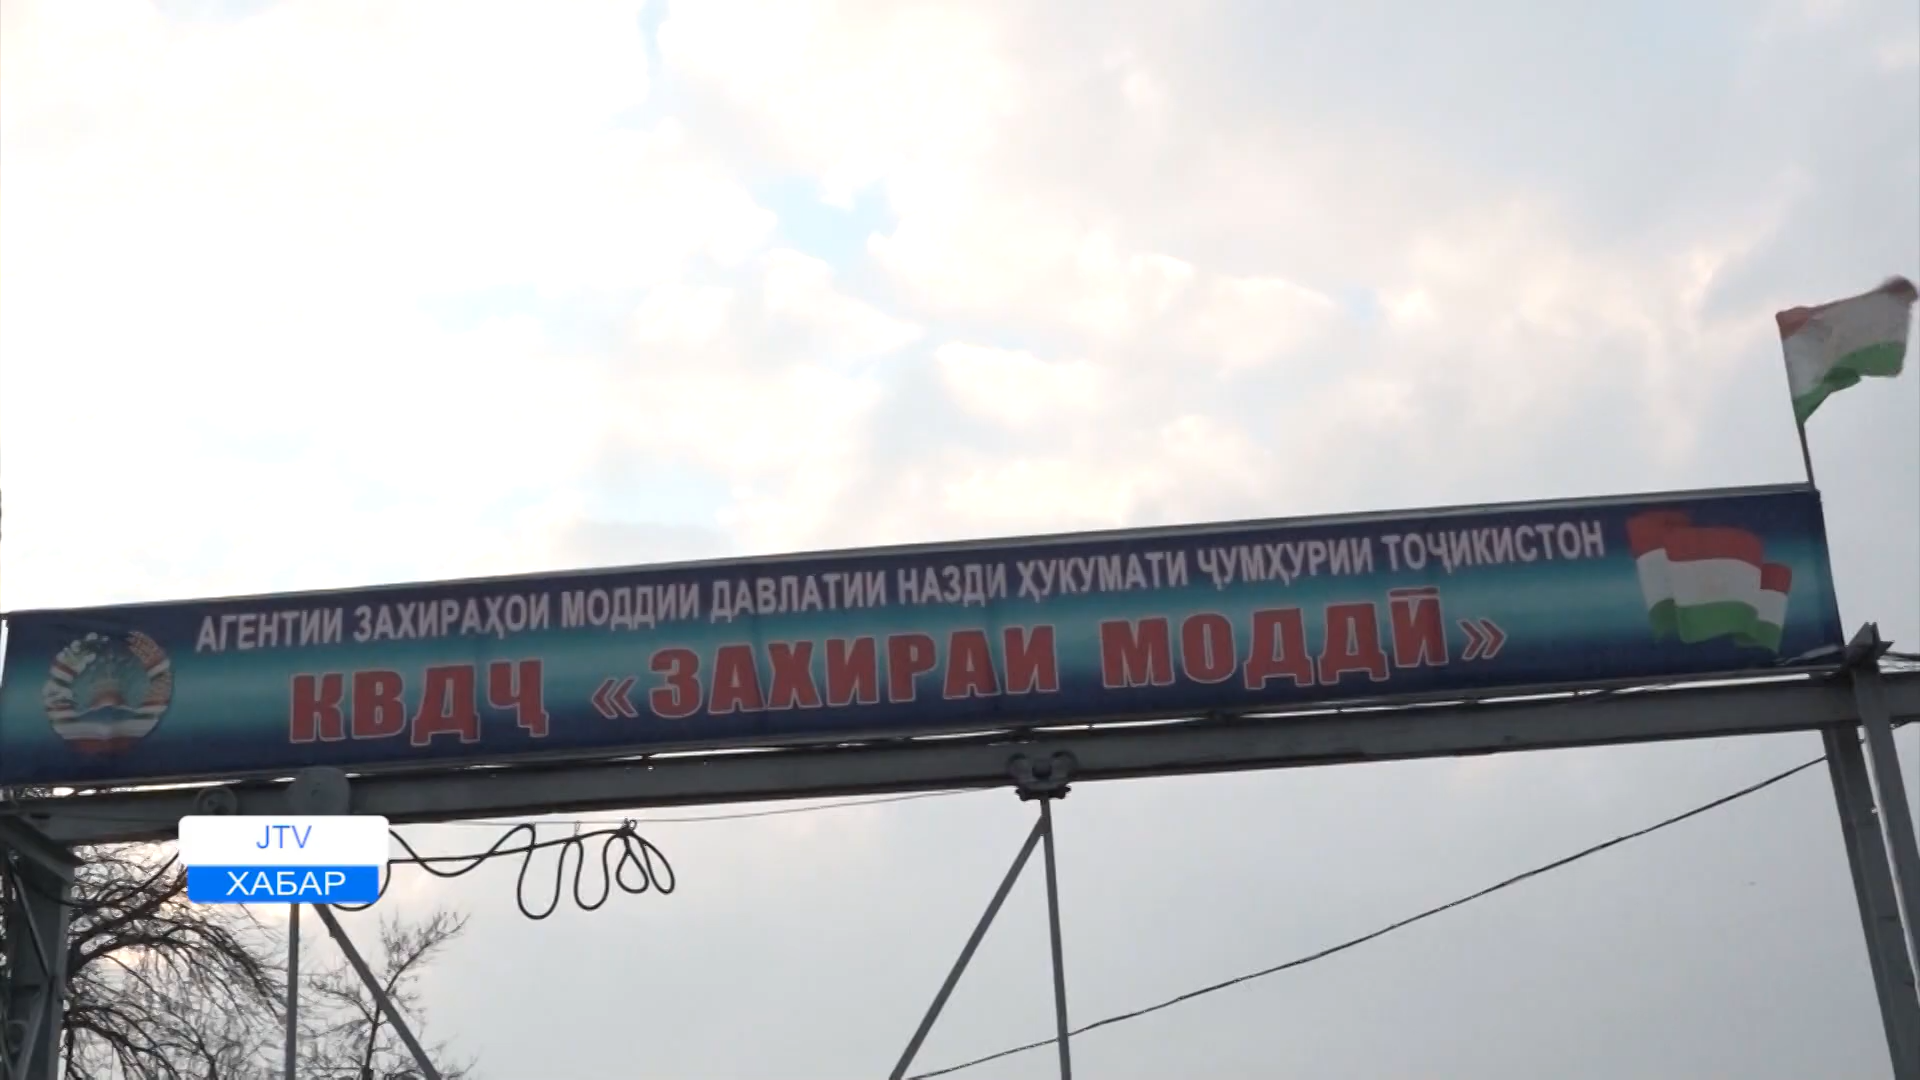 АГЕНТИИ ЗАХИРАҲОИ МОДДИИ ДАВЛАТИИ НАЗДИ ҲУКУМАТИ ҶУМҲУРИИ ТОҶИКИСТОН
КВДҶ «ЗАХИРАИ МОДДӢ»
JTV
ХАБАР